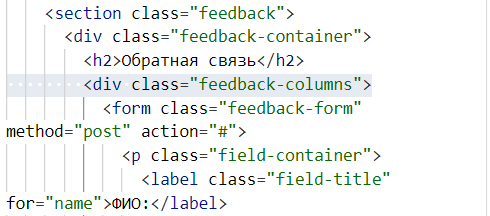 <section class="feedback">
<div class="feedback-container">
<h2>Обратная связь</h2>
<div class="feedback-columns">
<form class="feedback-form"
method="post" action="#">
<p class="field-container">
<label class="field-title"
for="name">ФИО:</label>